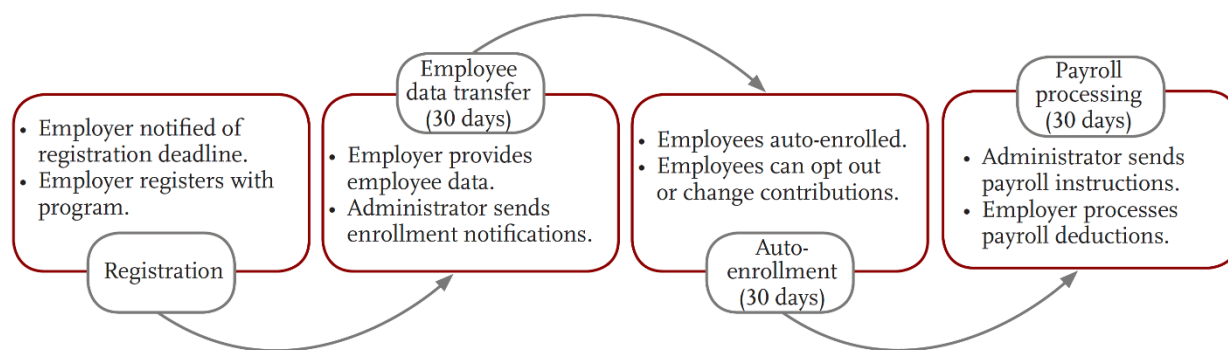 • Employer notified of
registration deadline.
• Employer registers with
program.
Registration
Employee
data transfer
(30 days)
• Employer provides
employee data.
• Administrator sends
enrollment notifications.
• Employees auto-enrolled.
• Employees can opt out
or change contributions.
Auto-
enrollment
(30 days)
Payroll
processing
(30 days)
• Administrator sends
payroll instructions.
• Employer processes
payroll deductions.